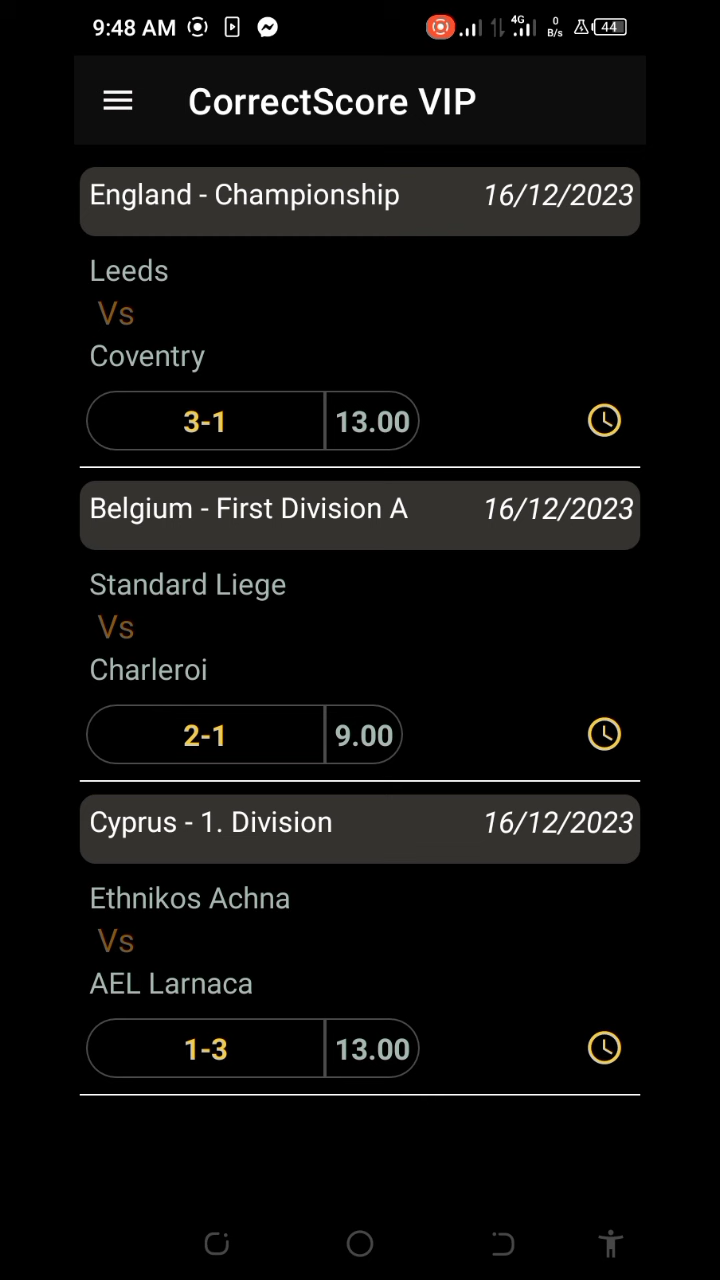 9:48 AM 4G 0 B/s 44
CorrectScore VIP
England - Championship 16/12/2023
Leeds
Vs
Coventry
3-1 13.00
Belgium - First Division A 16/12/2023
Standard Liege
Vs
Charleroi
2-1 9.00
Cyprus - 1. Division 16/12/2023
Ethnikos Achna
Vs
AEL Larnaca
1-3 13.00